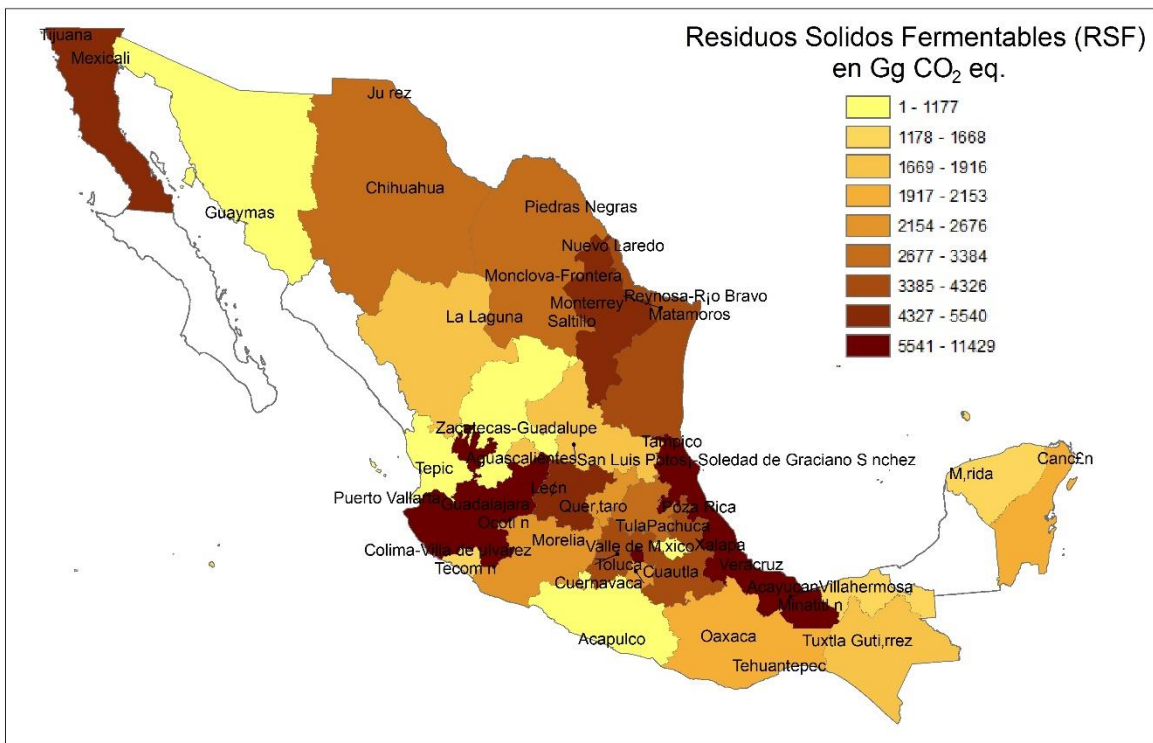 Residuos Solidos Fermentables (RSF)
en Gg CO₂ eq.
1 - 1177
1178 - 1668
1669 - 1916
1917 - 2153
2154 - 2676
2677 - 3384
3385 - 4326
4327 - 5540
5541 - 11429
Tijuana
Mexicali
Ju rez
Chihuahua
Guaymas
Piedras Negras
Nuevo Laredo
Monclova-Frontera
Reynosa-R¡o Bravo
Monterrey
Matamoros
La Laguna
Saltillo
Zacatecas-Guadalupe
Tampico
Aguascalientes
San Luis Potos¡-Soledad de Graciano S nchez
Tepic
M‚rida
Canc£n
Le¢n
Puerto Vallarta
Guadalajara
Quer‚taro
Poza Rica
Ocotl n
Tula
Pachuca
Morelia
Valle de M‚xico
Xalapa
Colima-Villa de
Tecom n
Toluca
Veracruz
Cuautla
Cuernavaca
Acayucan
Villahermosa
Minatitl n
Acapulco
Oaxaca
Tuxtla Guti‚rrez
Tehuantepec